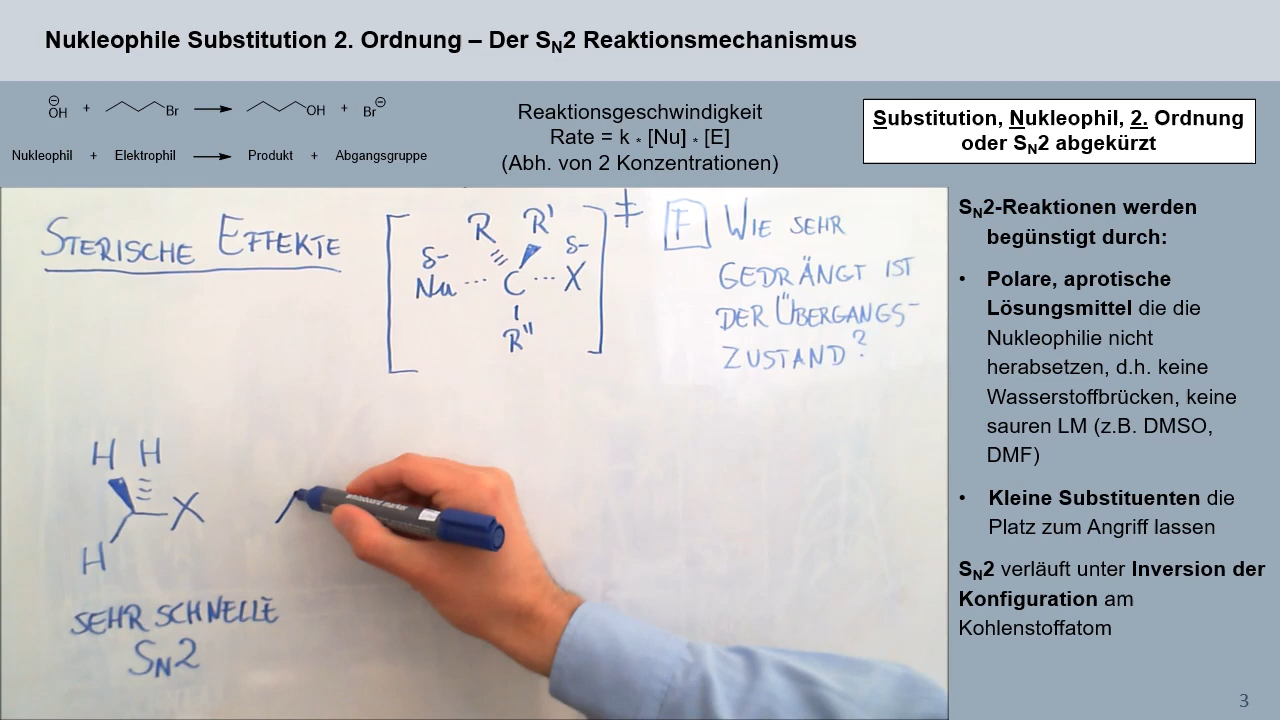 Nukleophile Substitution 2. Ordnung – Der SN2 Reaktionsmechanismus
⊖
OH + Br OH + Br⊖
Nukleophil + Elektrophil Produkt + Abgangsgruppe
Reaktionsgeschwindigkeit
Rate = k * [Nu] * [E]
(Abh. von 2 Konzentrationen)
Substitution, Nukleophil, 2. Ordnung
oder SN2 abgekürzt
STERISCHE EFFEKTE
R R' ‡
δ- δ-
Nu ··· C ··· X
R''
F WIE SEHR
GEDRÄNGT IST
DER ÜBERGANGS-
ZUSTAND?
H H
X
H
SEHR SCHNELLE
SN2
whiteboard marker
SN2-Reaktionen werden
begünstigt durch:
• Polare, aprotische
Lösungsmittel die die
Nukleophilie nicht
herabsetzen, d.h. keine
Wasserstoffbrücken, keine
sauren LM (z.B. DMSO,
DMF)
• Kleine Substituenten die
Platz zum Angriff lassen
SN2 verläuft unter Inversion der
Konfiguration am
Kohlenstoffatom
3